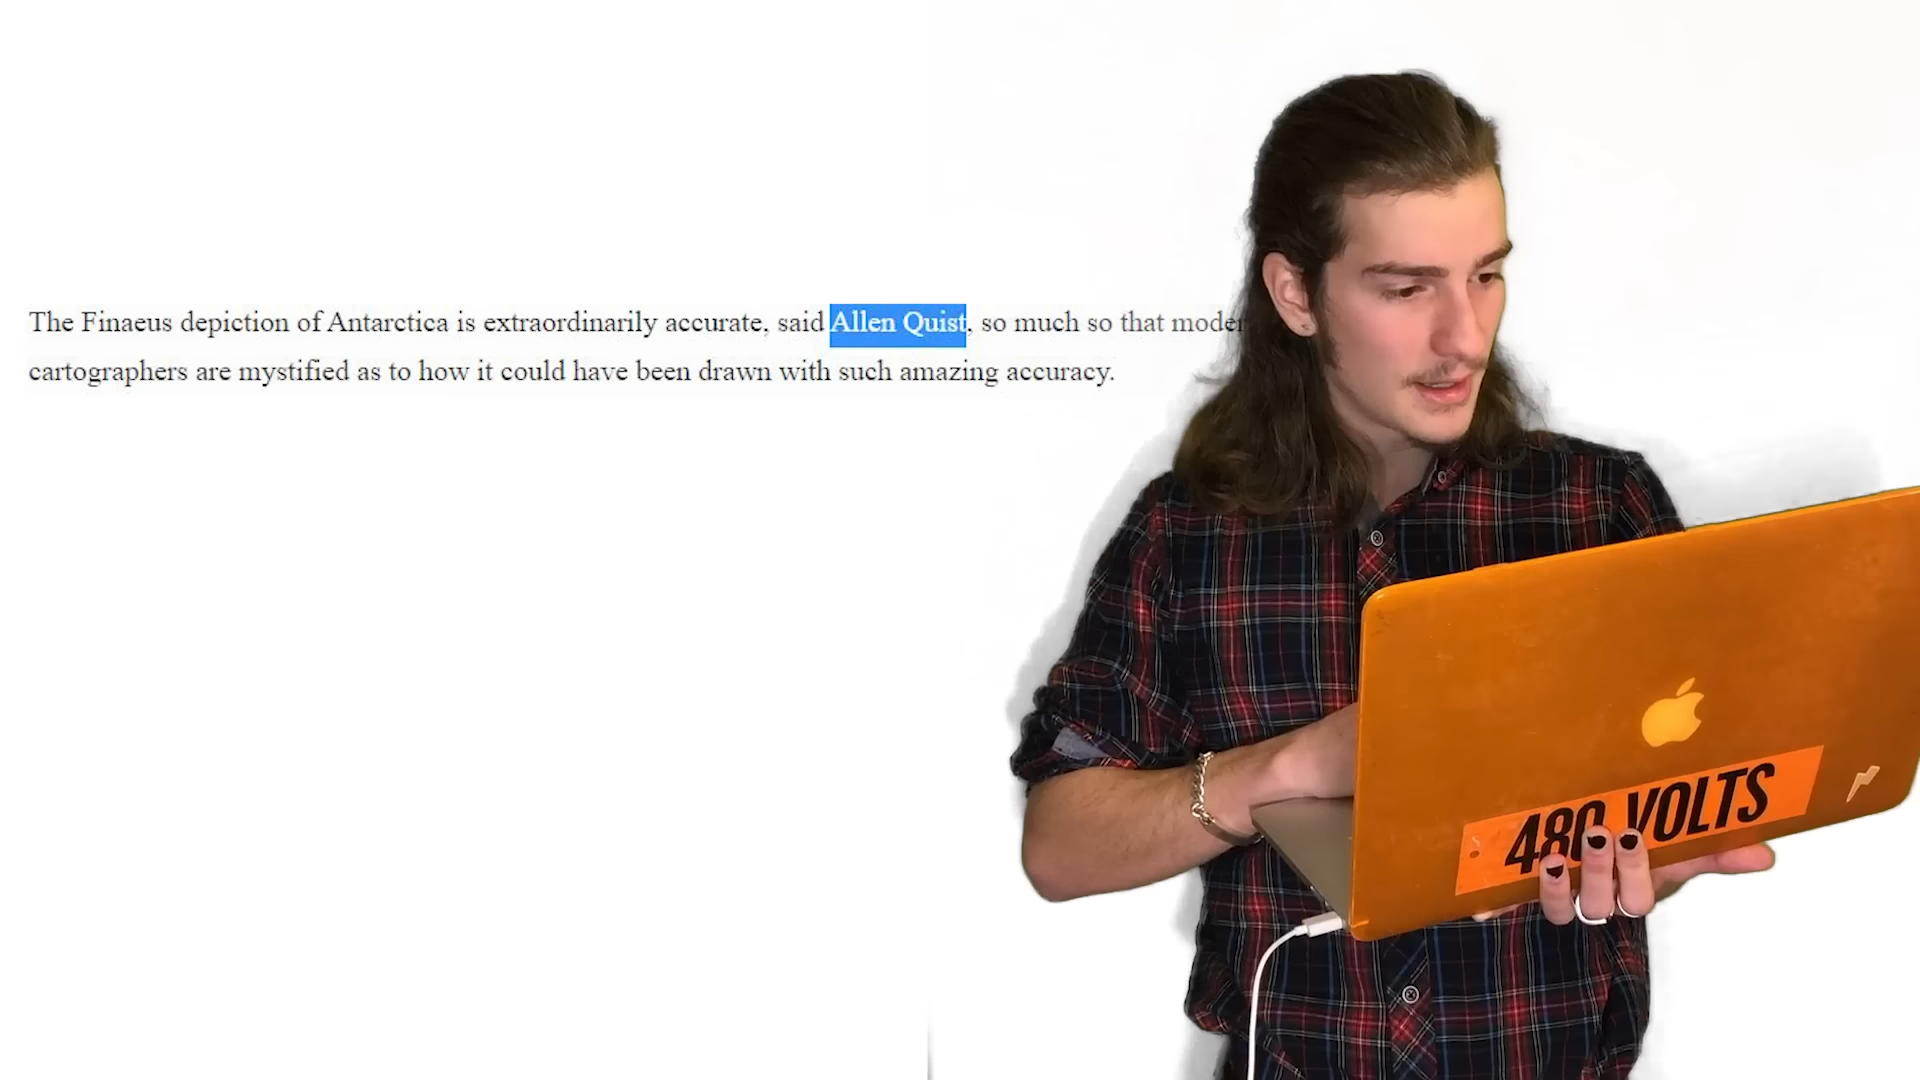 The Finaeus depiction of Antarctica is extraordinarily accurate, said Allen Quist, so much so that
cartographers are mystified as to how it could have been drawn with such amazing accuracy.
480 VOLTS